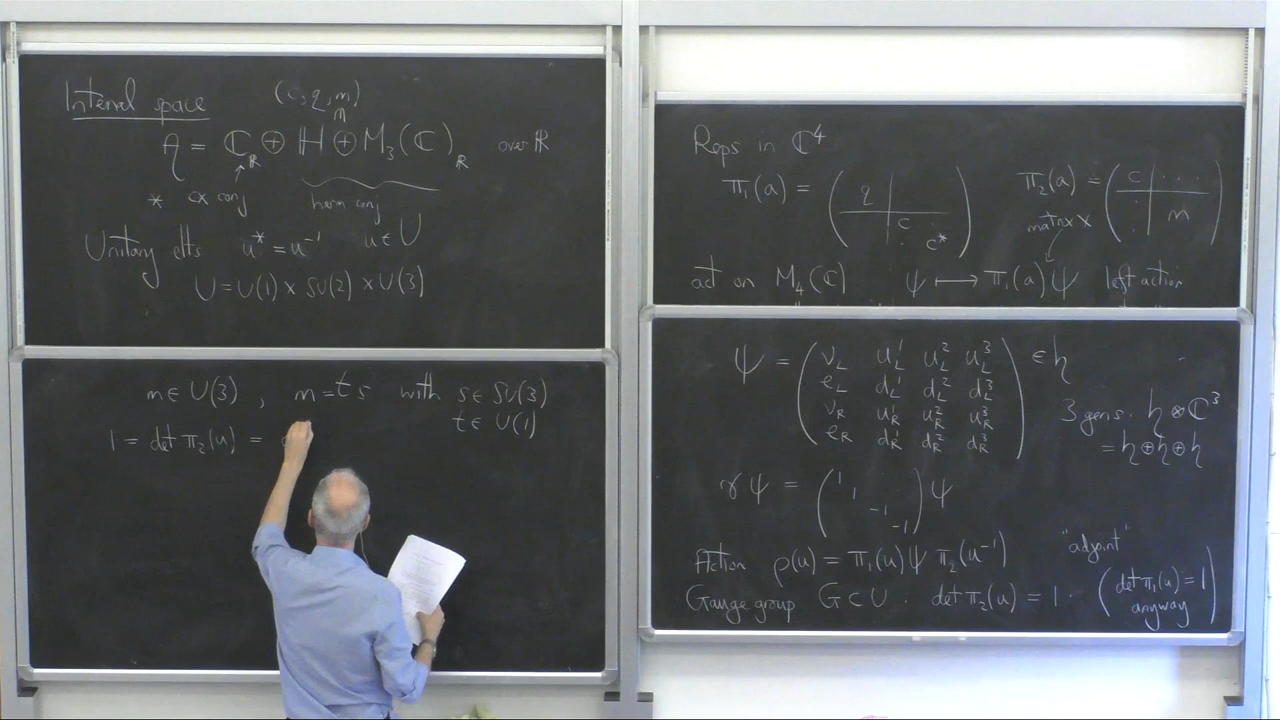 Internal space (c, q, m)
A = ℂ_ℝ ⊕ ℍ ⊕ M₃(ℂ)_ℝ over ℝ
* cx conj herm conj
Unitary elts u* = u⁻¹ u ∈ U
U = U(1) × SU(2) × U(3)
m ∈ U(3) , m = t s with s ∈ SU(3)
t ∈ U(1)
1 = det π₂(u) =
Reps in ℂ⁴
π₁(a) = ( q | c c* ) π₂(a) = ( c | m )
matrix x
act on M₄(ℂ) ψ ⟼ π₁(a)ψ left action
ψ = ( ν_L u_L¹ u_L² u_L³ ∈ h
e_L d_L¹ d_L² d_L³
ν_R u_R¹ u_R² u_R³
e_R d_R¹ d_R² d_R³ )
3 gens. h ⊗ ℂ³
= h ⊕ h ⊕ h
γψ = ( 1 1 -1 -1 ) ψ
Action ρ(u) = π₁(u) ψ π₂(u⁻¹) "adjoint"
Gauge group G ⊂ U : det π₂(u) = 1. ( det π₁(u) = 1
anyway )